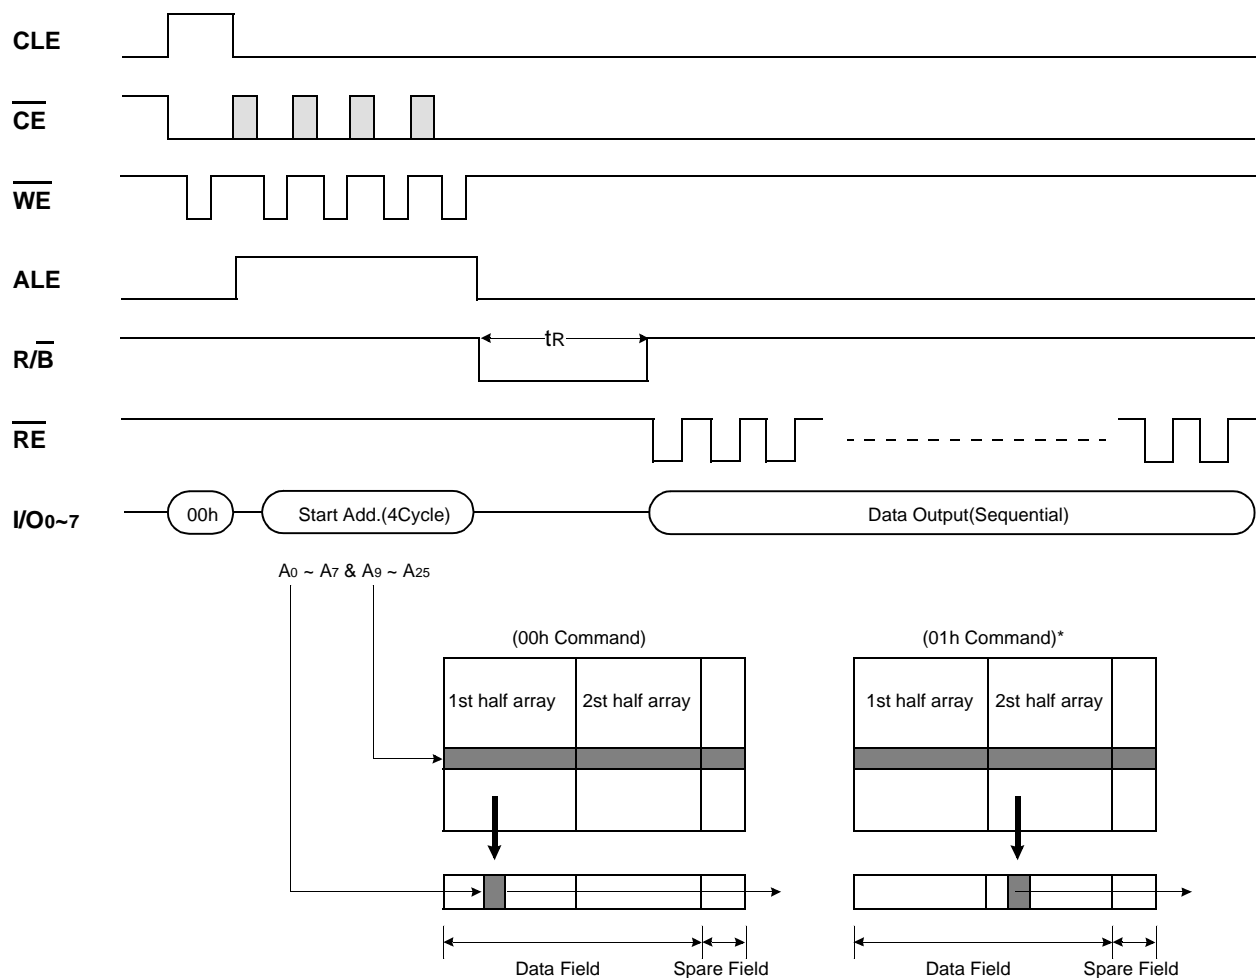 CLE
CE
WE
ALE
R/B
tR
RE
I/O0~7
00h
Start Add.(4Cycle)
Data Output(Sequential)
A0 ~ A7 & A9 ~ A25
(00h Command)
(01h Command)*
1st half array
2st half array
1st half array
2st half array
Data Field
Spare Field
Data Field
Spare Field